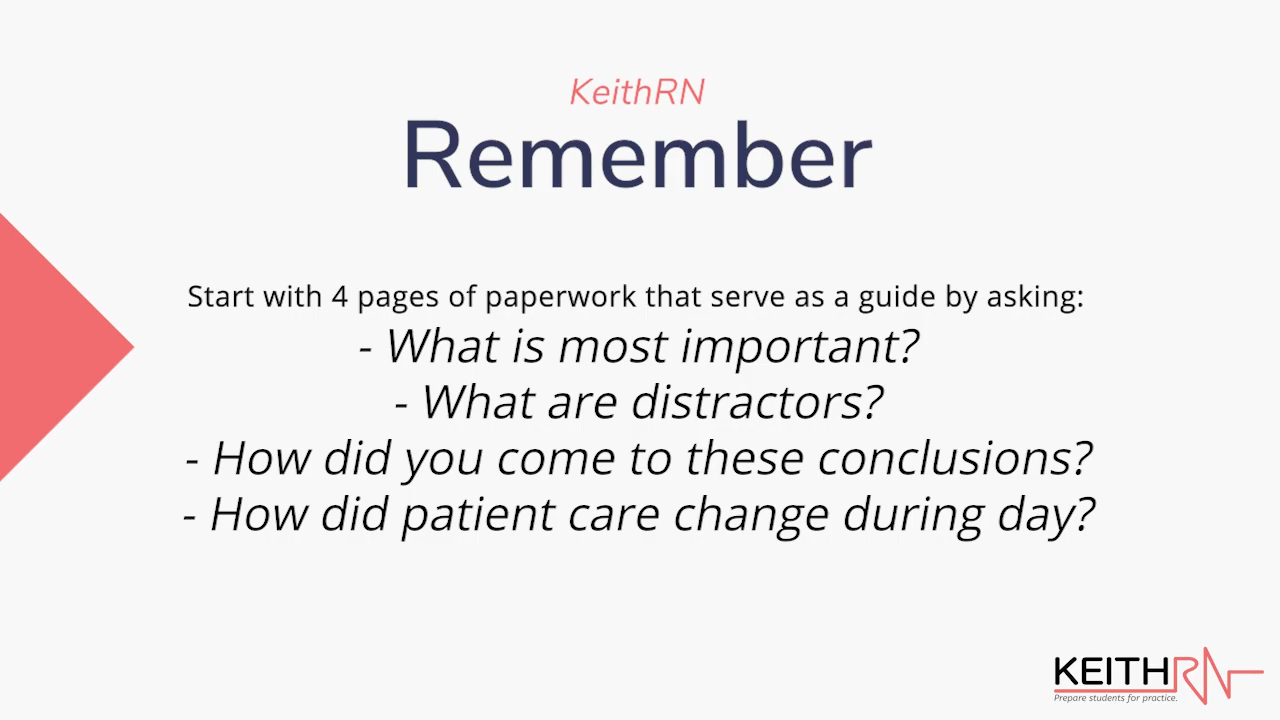 KeithRN
Remember
Start with 4 pages of paperwork that serve as a guide by asking:
- What is most important?
- What are distractors?
- How did you come to these conclusions?
- How did patient care change during day?
KEITHRN
Prepare students for practice.